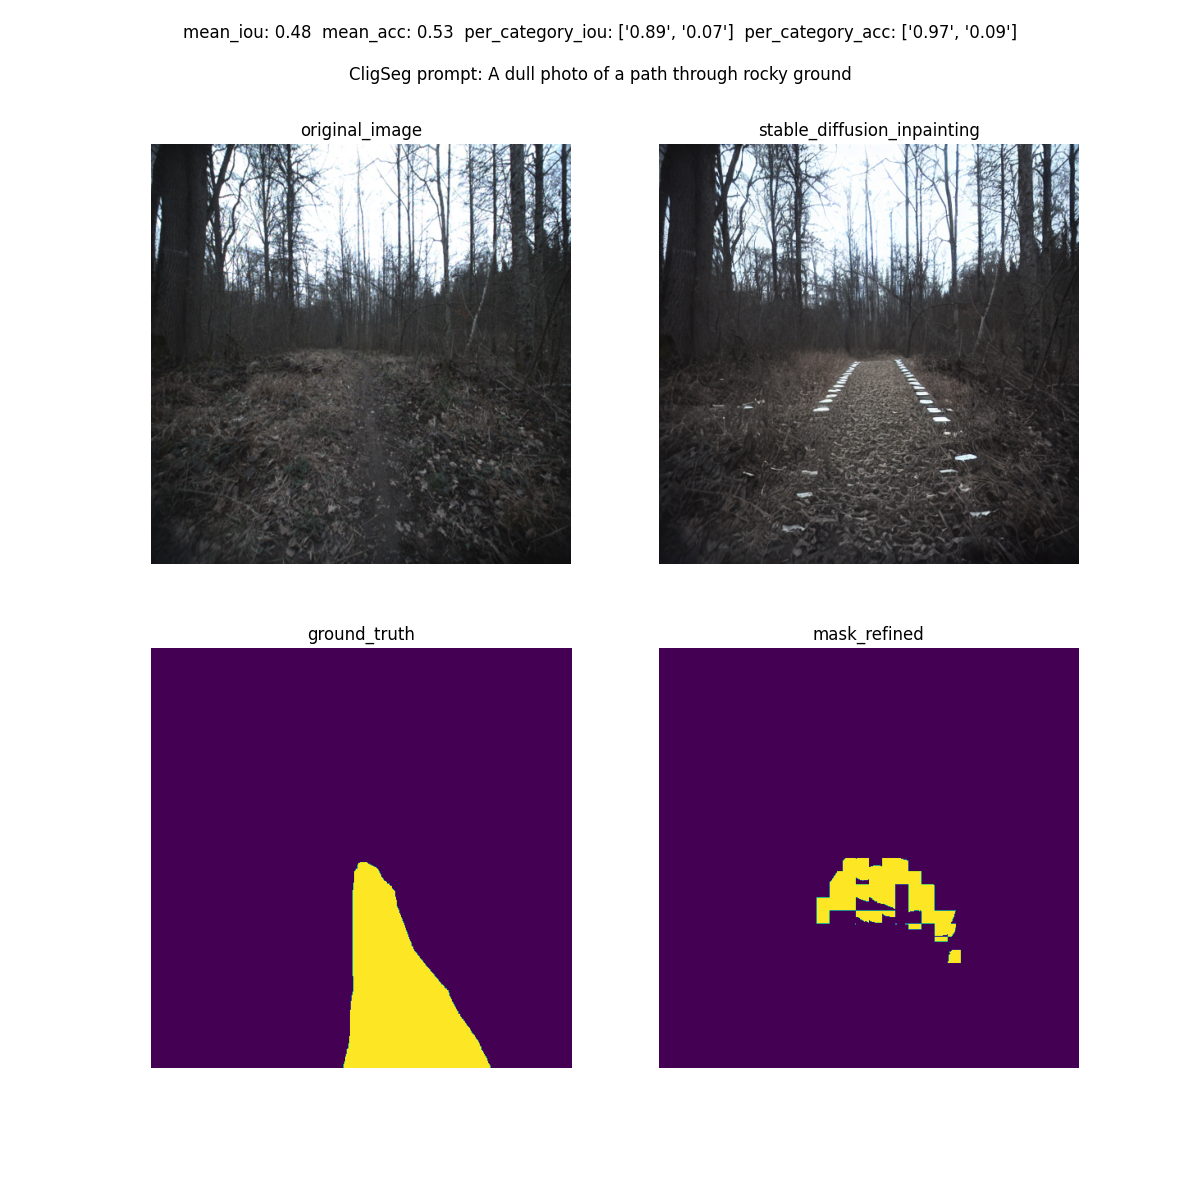 mean_iou: 0.48  mean_acc: 0.53  per_category_iou: ['0.89', '0.07']  per_category_acc: ['0.97', '0.09']
CligSeg prompt: A dull photo of a path through rocky ground
original_image
stable_diffusion_inpainting
ground_truth
mask_refined